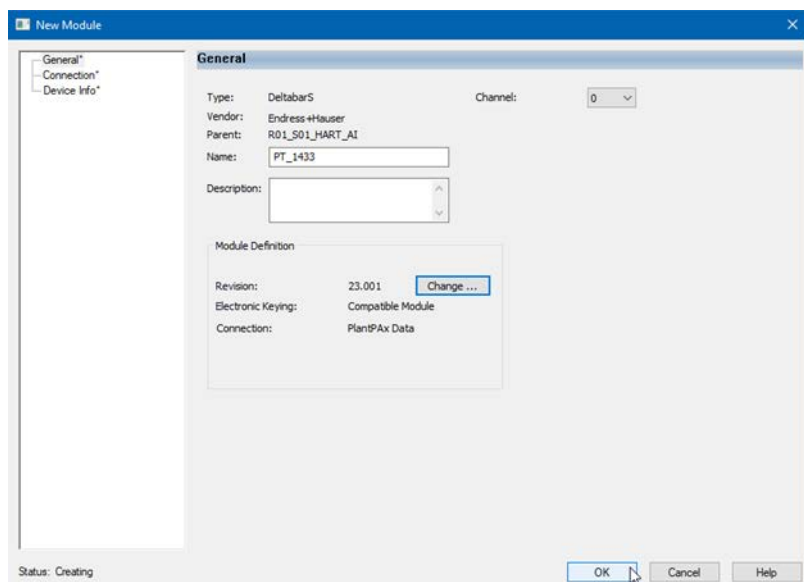 New Module
General*
Connection*
Device Info*
General
Type: DeltabarS Channel: 0
Vendor: Endress+Hauser
Parent: R01_S01_HART_AI
Name: PT_1433
Description:
Module Definition
Revision: 23.001 Change ...
Electronic Keying: Compatible Module
Connection: PlantPAx Data
Status: Creating OK Cancel Help